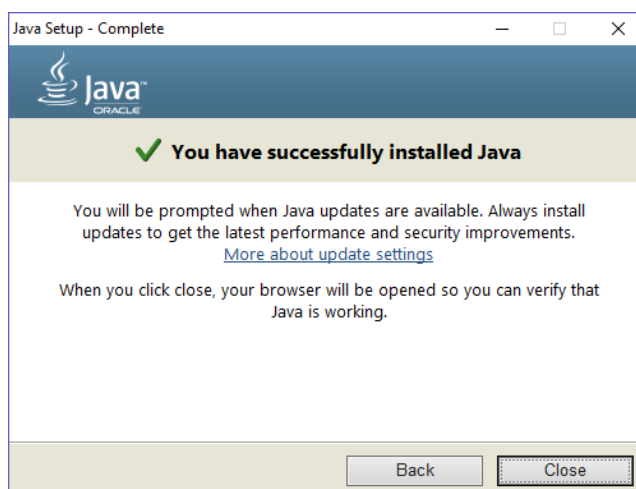 Java Setup - Complete
Java™
ORACLE
You have successfully installed Java
You will be prompted when Java updates are available. Always install
updates to get the latest performance and security improvements.
More about update settings
When you click close, your browser will be opened so you can verify that
Java is working.
Back
Close